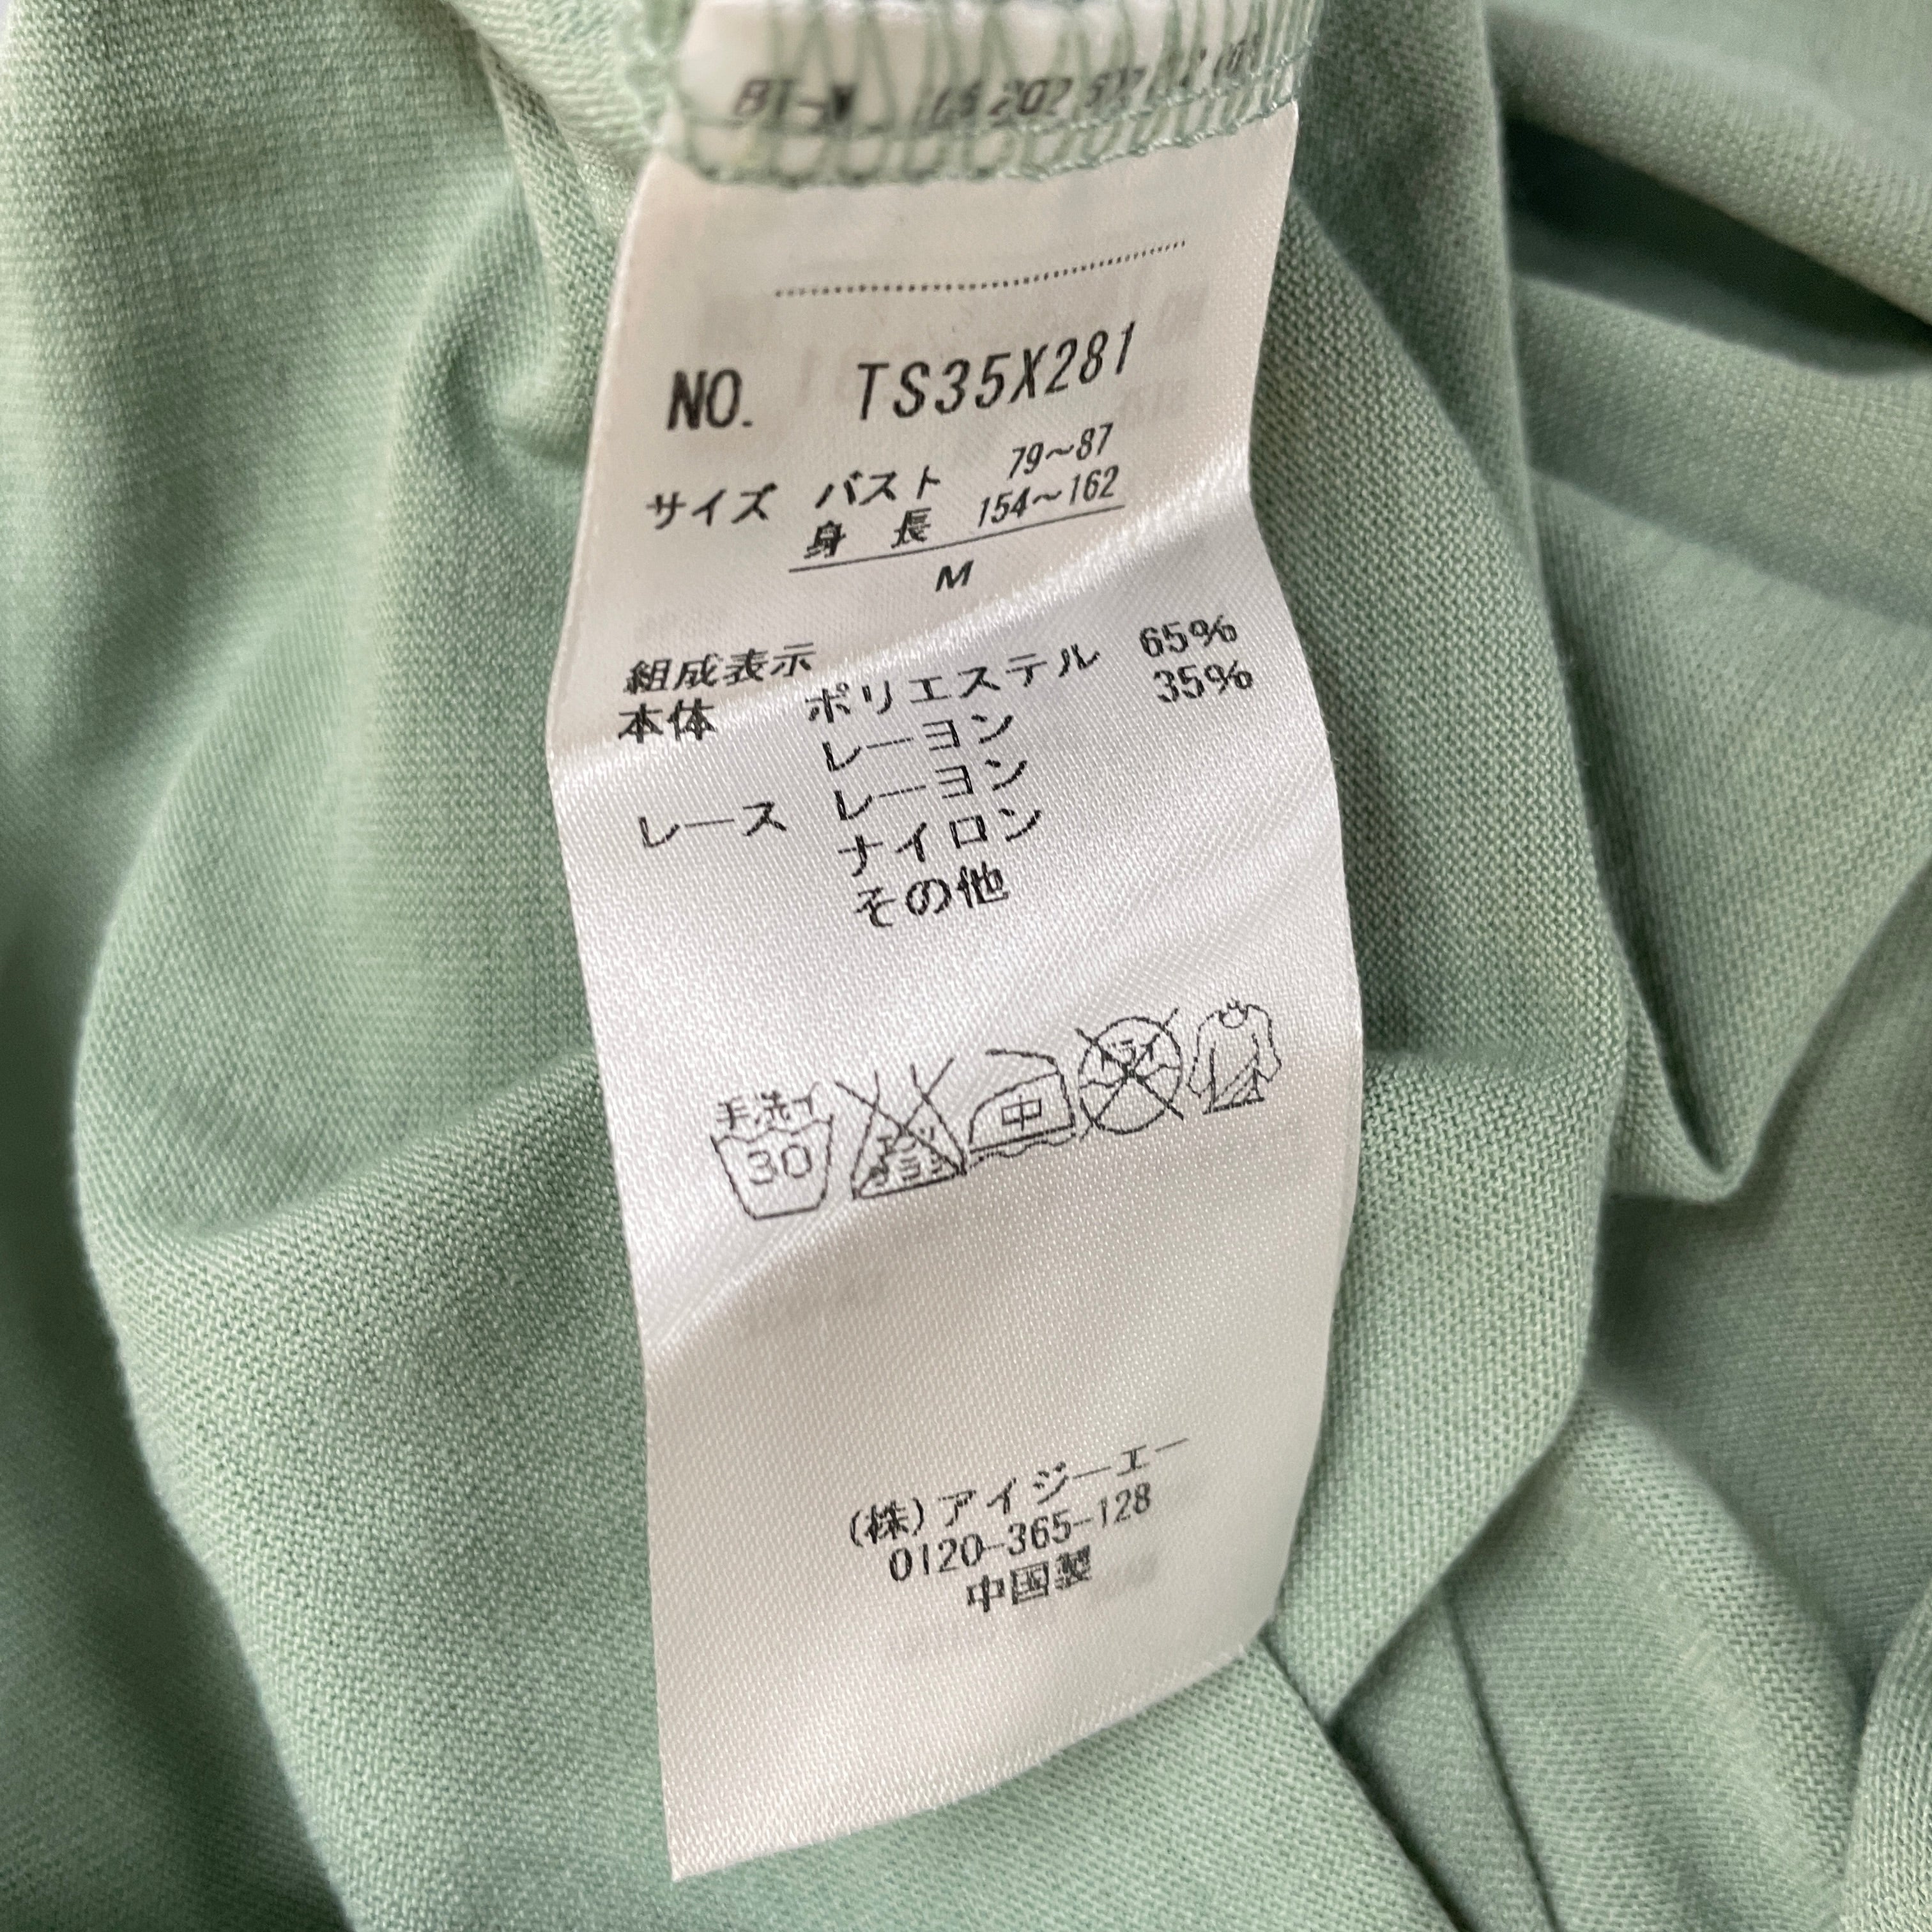 NO. TS35X281
サイズ バスト 79～87
身 長 154～162
M
組成表示
本体 ポリエステル 65%
レーヨン 35%
レース レーヨン
ナイロン
その他
手洗イ
30
中
ドライ
(株)アイジーエー
0120-365-128
中国製